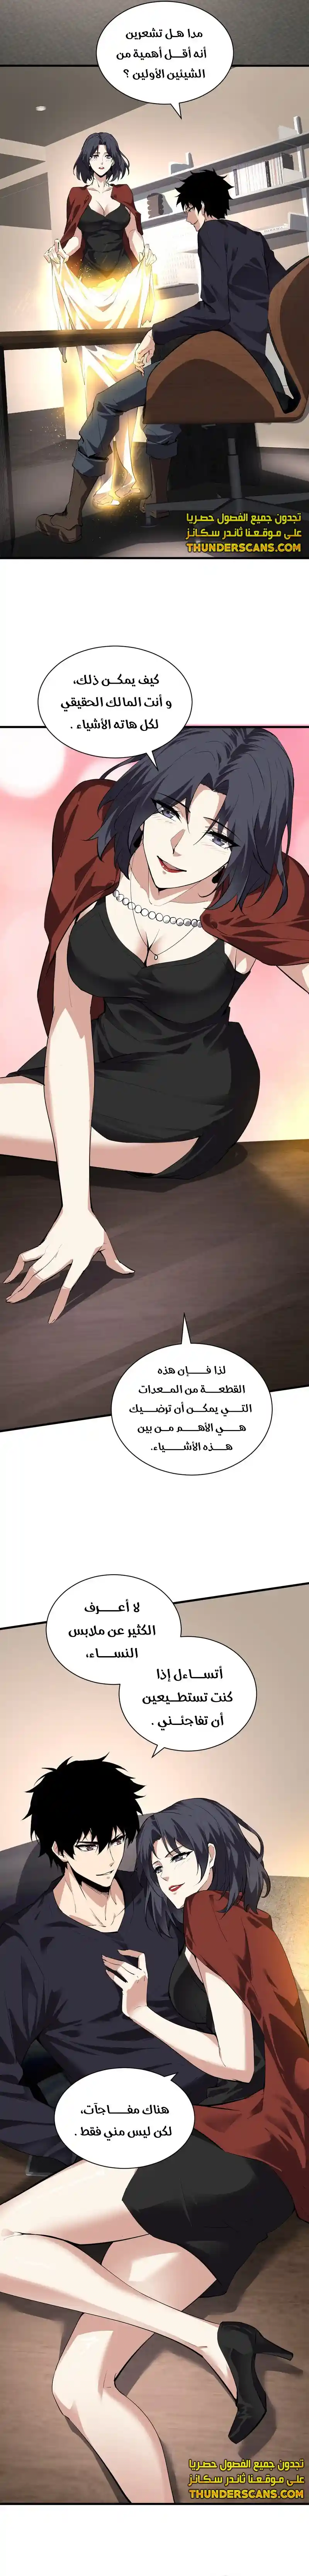 مدا هل تشعرين
أنه أقل أهمية من
الشيئين الأولين ؟
تجدون جميع الفصول حصريا
على موقعنا ثاندر سكانز
THUNDERSCANS.COM
كيف يمكن ذلك،
و أنت المالك الحقيقي
لكل هاته الأشياء .
لذا فإن هذه
القطعة من المعدات
التي يمكن أن ترضيك
هي الأهم من بين
هذه الأشياء.
لا أعرف
الكثير عن ملابس
النساء،
أتساءل إذا
كنت تستطيعين
أن تفاجئني .
هناك مفاجآت،
لكن ليس مني فقط .
تجدون جميع الفصول حصريا
على موقعنا ثاندر سكانز
THUNDERSCANS.COM